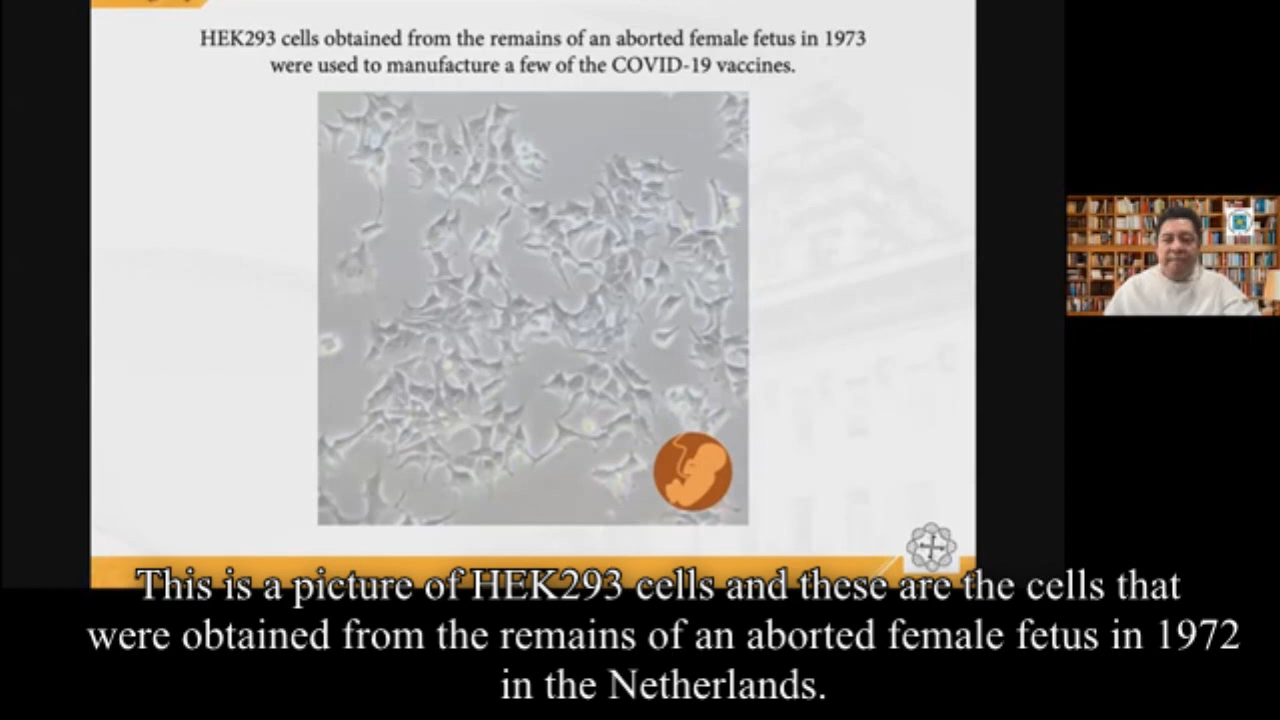 HEK293 cells obtained from the remains of an aborted female fetus in 1973
were used to manufacture a few of the COVID-19 vaccines.
This is a picture of HEK293 cells and these are the cells that
were obtained from the remains of an aborted female fetus in 1972
in the Netherlands.